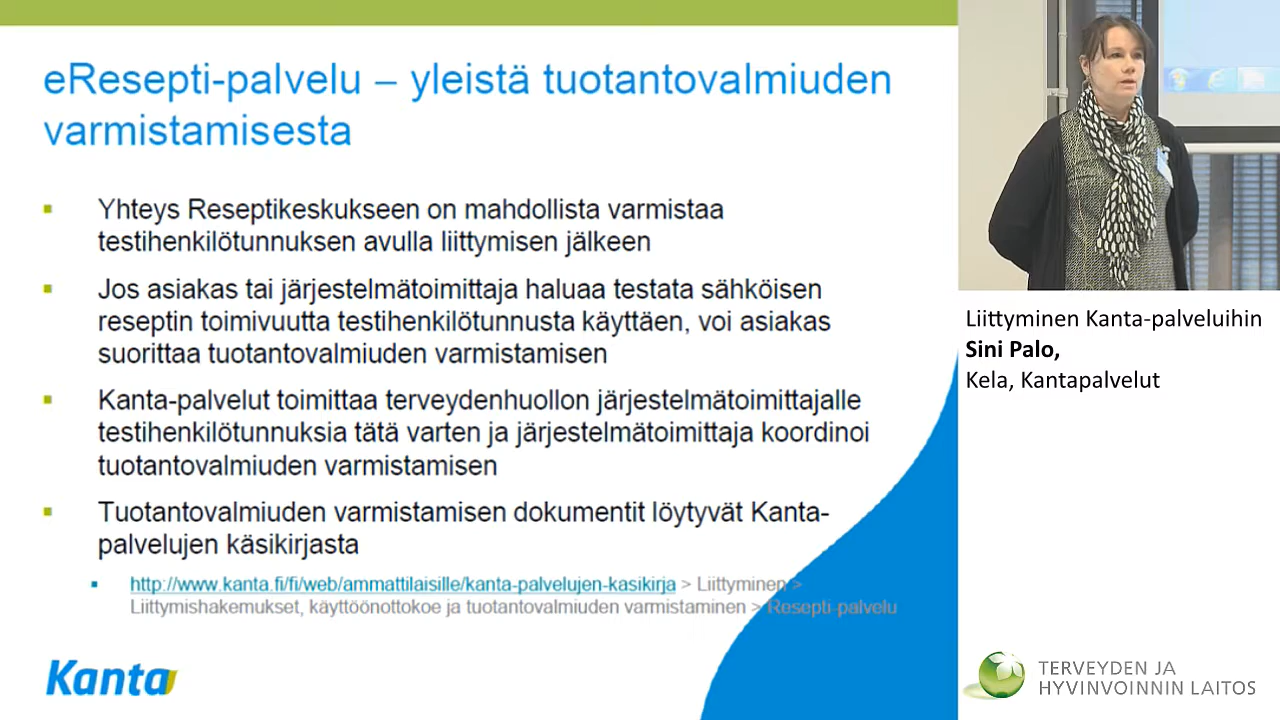 eResepti-palvelu – yleistä tuotantovalmiuden
varmistamisesta
Yhteys Reseptikeskukseen on mahdollista varmistaa
testihenkilötunnuksen avulla liittymisen jälkeen
Jos asiakas tai järjestelmätoimittaja haluaa testata sähköisen
reseptin toimivuutta testihenkilötunnusta käyttäen, voi asiakas
suorittaa tuotantovalmiuden varmistamisen
Kanta-palvelut toimittaa terveydenhuollon järjestelmätoimittajalle
testihenkilötunnuksia tätä varten ja järjestelmätoimittaja koordinoi
tuotantovalmiuden varmistamisen
Tuotantovalmiuden varmistamisen dokumentit löytyvät Kanta-
palvelujen käsikirjasta
http://www.kanta.fi/fi/web/ammattilaisille/kanta-palvelujen-kasikirja > Liittyminen >
Liittymishakemukset, käyttöönottokoe ja tuotantovalmiuden varmistaminen > Resepti-palvelu
Kanta
Liittyminen Kanta-palveluihin
Sini Palo,
Kela, Kantapalvelut
TERVEYDEN JA
HYVINVOINNIN LAITOS